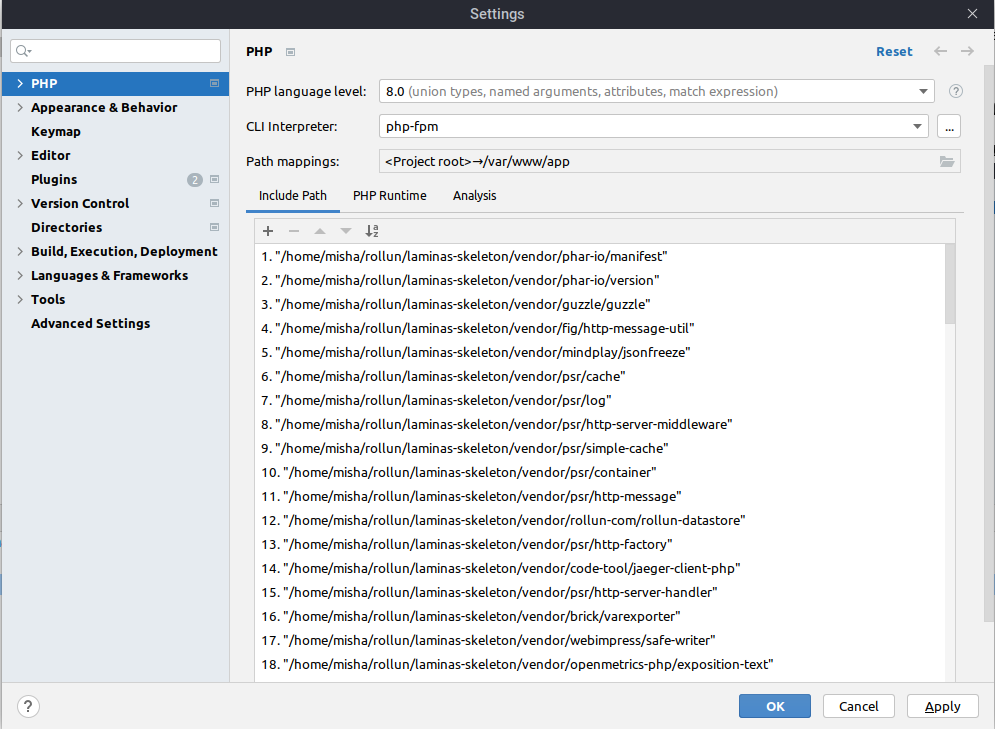 Settings
PHP
Appearance & Behavior
Keymap
Editor
Plugins 2
Version Control
Directories
Build, Execution, Deployment
Languages & Frameworks
Tools
Advanced Settings
PHP
Reset
PHP language level: 8.0 (union types, named arguments, attributes, match expression)
CLI Interpreter: php-fpm ...
Path mappings: <Project root>→/var/www/app
Include Path PHP Runtime Analysis
1. "/home/misha/rollun/laminas-skeleton/vendor/phar-io/manifest"
2. "/home/misha/rollun/laminas-skeleton/vendor/phar-io/version"
3. "/home/misha/rollun/laminas-skeleton/vendor/guzzle/guzzle"
4. "/home/misha/rollun/laminas-skeleton/vendor/fig/http-message-util"
5. "/home/misha/rollun/laminas-skeleton/vendor/mindplay/jsonfreeze"
6. "/home/misha/rollun/laminas-skeleton/vendor/psr/cache"
7. "/home/misha/rollun/laminas-skeleton/vendor/psr/log"
8. "/home/misha/rollun/laminas-skeleton/vendor/psr/http-server-middleware"
9. "/home/misha/rollun/laminas-skeleton/vendor/psr/simple-cache"
10. "/home/misha/rollun/laminas-skeleton/vendor/psr/container"
11. "/home/misha/rollun/laminas-skeleton/vendor/psr/http-message"
12. "/home/misha/rollun/laminas-skeleton/vendor/rollun-com/rollun-datastore"
13. "/home/misha/rollun/laminas-skeleton/vendor/psr/http-factory"
14. "/home/misha/rollun/laminas-skeleton/vendor/code-tool/jaeger-client-php"
15. "/home/misha/rollun/laminas-skeleton/vendor/psr/http-server-handler"
16. "/home/misha/rollun/laminas-skeleton/vendor/brick/varexporter"
17. "/home/misha/rollun/laminas-skeleton/vendor/webimpress/safe-writer"
18. "/home/misha/rollun/laminas-skeleton/vendor/openmetrics-php/exposition-text"
? OK Cancel Apply